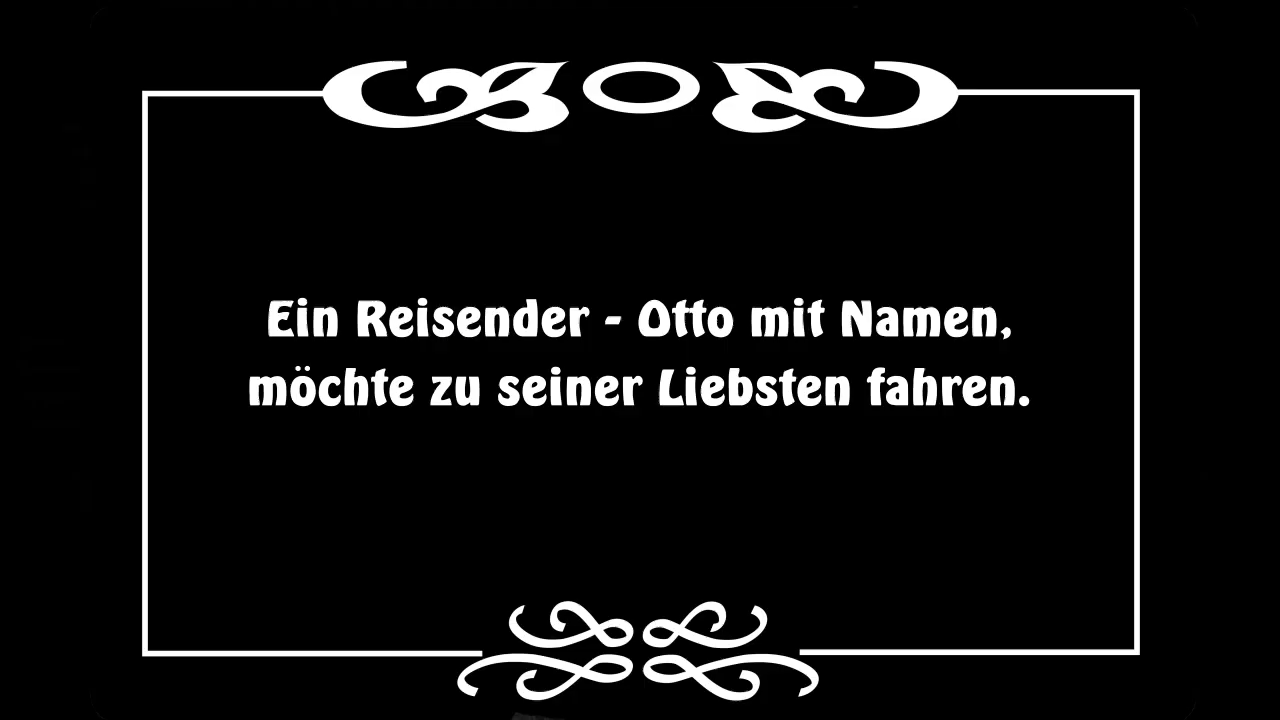 Ein Reisender - Otto mit Namen,
möchte zu seiner Liebsten fahren.